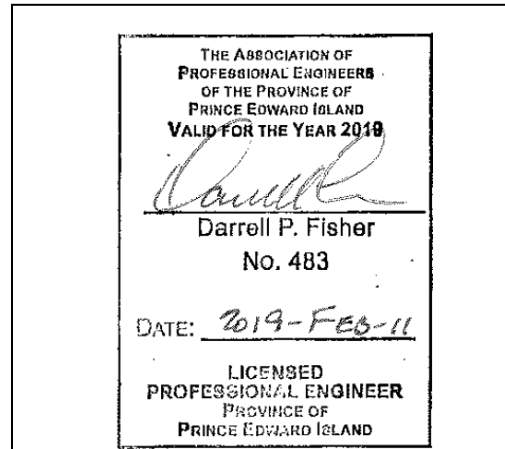 THE ASSOCIATION OF
PROFESSIONAL ENGINEERS
OF THE PROVINCE OF
PRINCE EDWARD ISLAND
VALID FOR THE YEAR 2019
Darrell P. Fisher
No. 483
DATE: 2019-FEB-11
LICENSED
PROFESSIONAL ENGINEER
PROVINCE OF
PRINCE EDWARD ISLAND